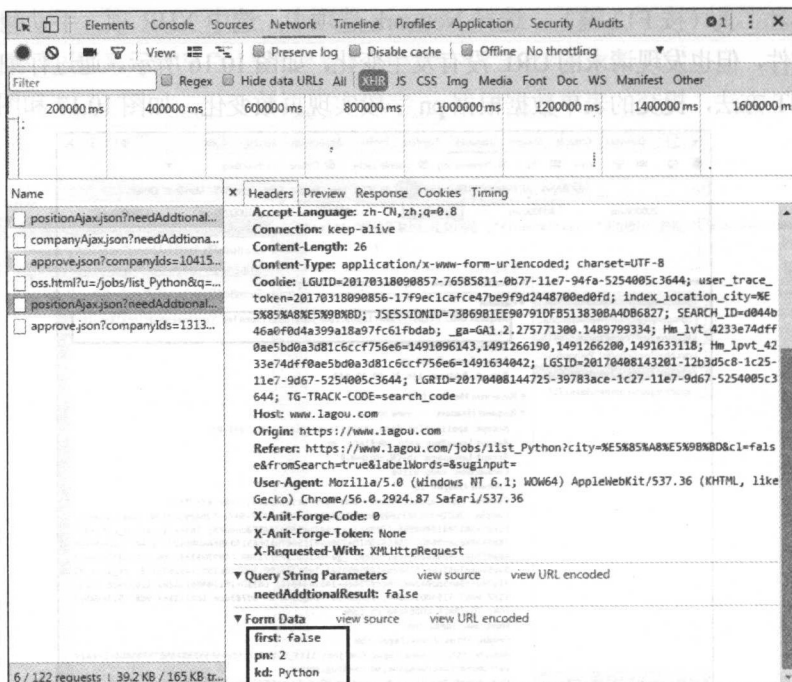 Elements Console Sources Network Timeline Profiles Application Security Audits 1
View: Preserve log Disable cache Offline No throttling
Filter Regex Hide data URLs All XHR JS CSS Img Media Font Doc WS Manifest Other
200000 ms 400000 ms 600000 ms 800000 ms 1000000 ms 1200000 ms 1400000 ms 1600000 ms
Name
× Headers Preview Response Cookies Timing
positionAjax.json?needAddtional...
companyAjax.json?needAddtiona...
approve.json?companyIds=10415...
oss.html?u=/jobs/list_Python&q=...
positionAjax.json?needAddtional...
approve.json?companyIds=1313...
Accept-Language: zh-CN,zh;q=0.8
Connection: keep-alive
Content-Length: 26
Content-Type: application/x-www-form-urlencoded; charset=UTF-8
Cookie: LGUID=20170318090857-76585811-0b77-11e7-94fa-5254005c3644; user_trace_
token=20170318090856-17f9ec1cafce47be9f9d2448700ed0fd; index_location_city=%E
5%85%A8%E5%9B%BD; JSESSIONID=73869B1EE90791DFB513830BA4DB6827; SEARCH_ID=d044b
46a0f0d4a399a18a97fc61fbdab; _ga=GA1.2.275771300.1489799334; Hm_lvt_4233e74dff
0ae5bd0a3d81c6ccf756e6=1491096143,1491266190,1491266200,1491633118; Hm_lpvt_42
33e74dff0ae5bd0a3d81c6ccf756e6=1491634042; LGSID=20170408143201-12b3d5c8-1c25-
11e7-9d67-5254005c3644; LGRID=20170408144725-39783ace-1c27-11e7-9d67-5254005c3
644; TG-TRACK-CODE=search_code
Host: www.lagou.com
Origin: https://www.lagou.com
Referer: https://www.lagou.com/jobs/list_Python?city=%E5%85%A8%E5%9B%BD&cl=fals
e&fromSearch=true&labelWords=&suginput=
User-Agent: Mozilla/5.0 (Windows NT 6.1; WOW64) AppleWebKit/537.36 (KHTML, like
Gecko) Chrome/56.0.2924.87 Safari/537.36
X-Anit-Forge-Code: 0
X-Anit-Forge-Token: None
X-Requested-With: XMLHttpRequest
Query String Parameters view source view URL encoded
needAddtionalResult: false
Form Data view source view URL encoded
first: false
pn: 2
kd: Python
6 / 122 requests | 39.2 KB / 165 KB tr...